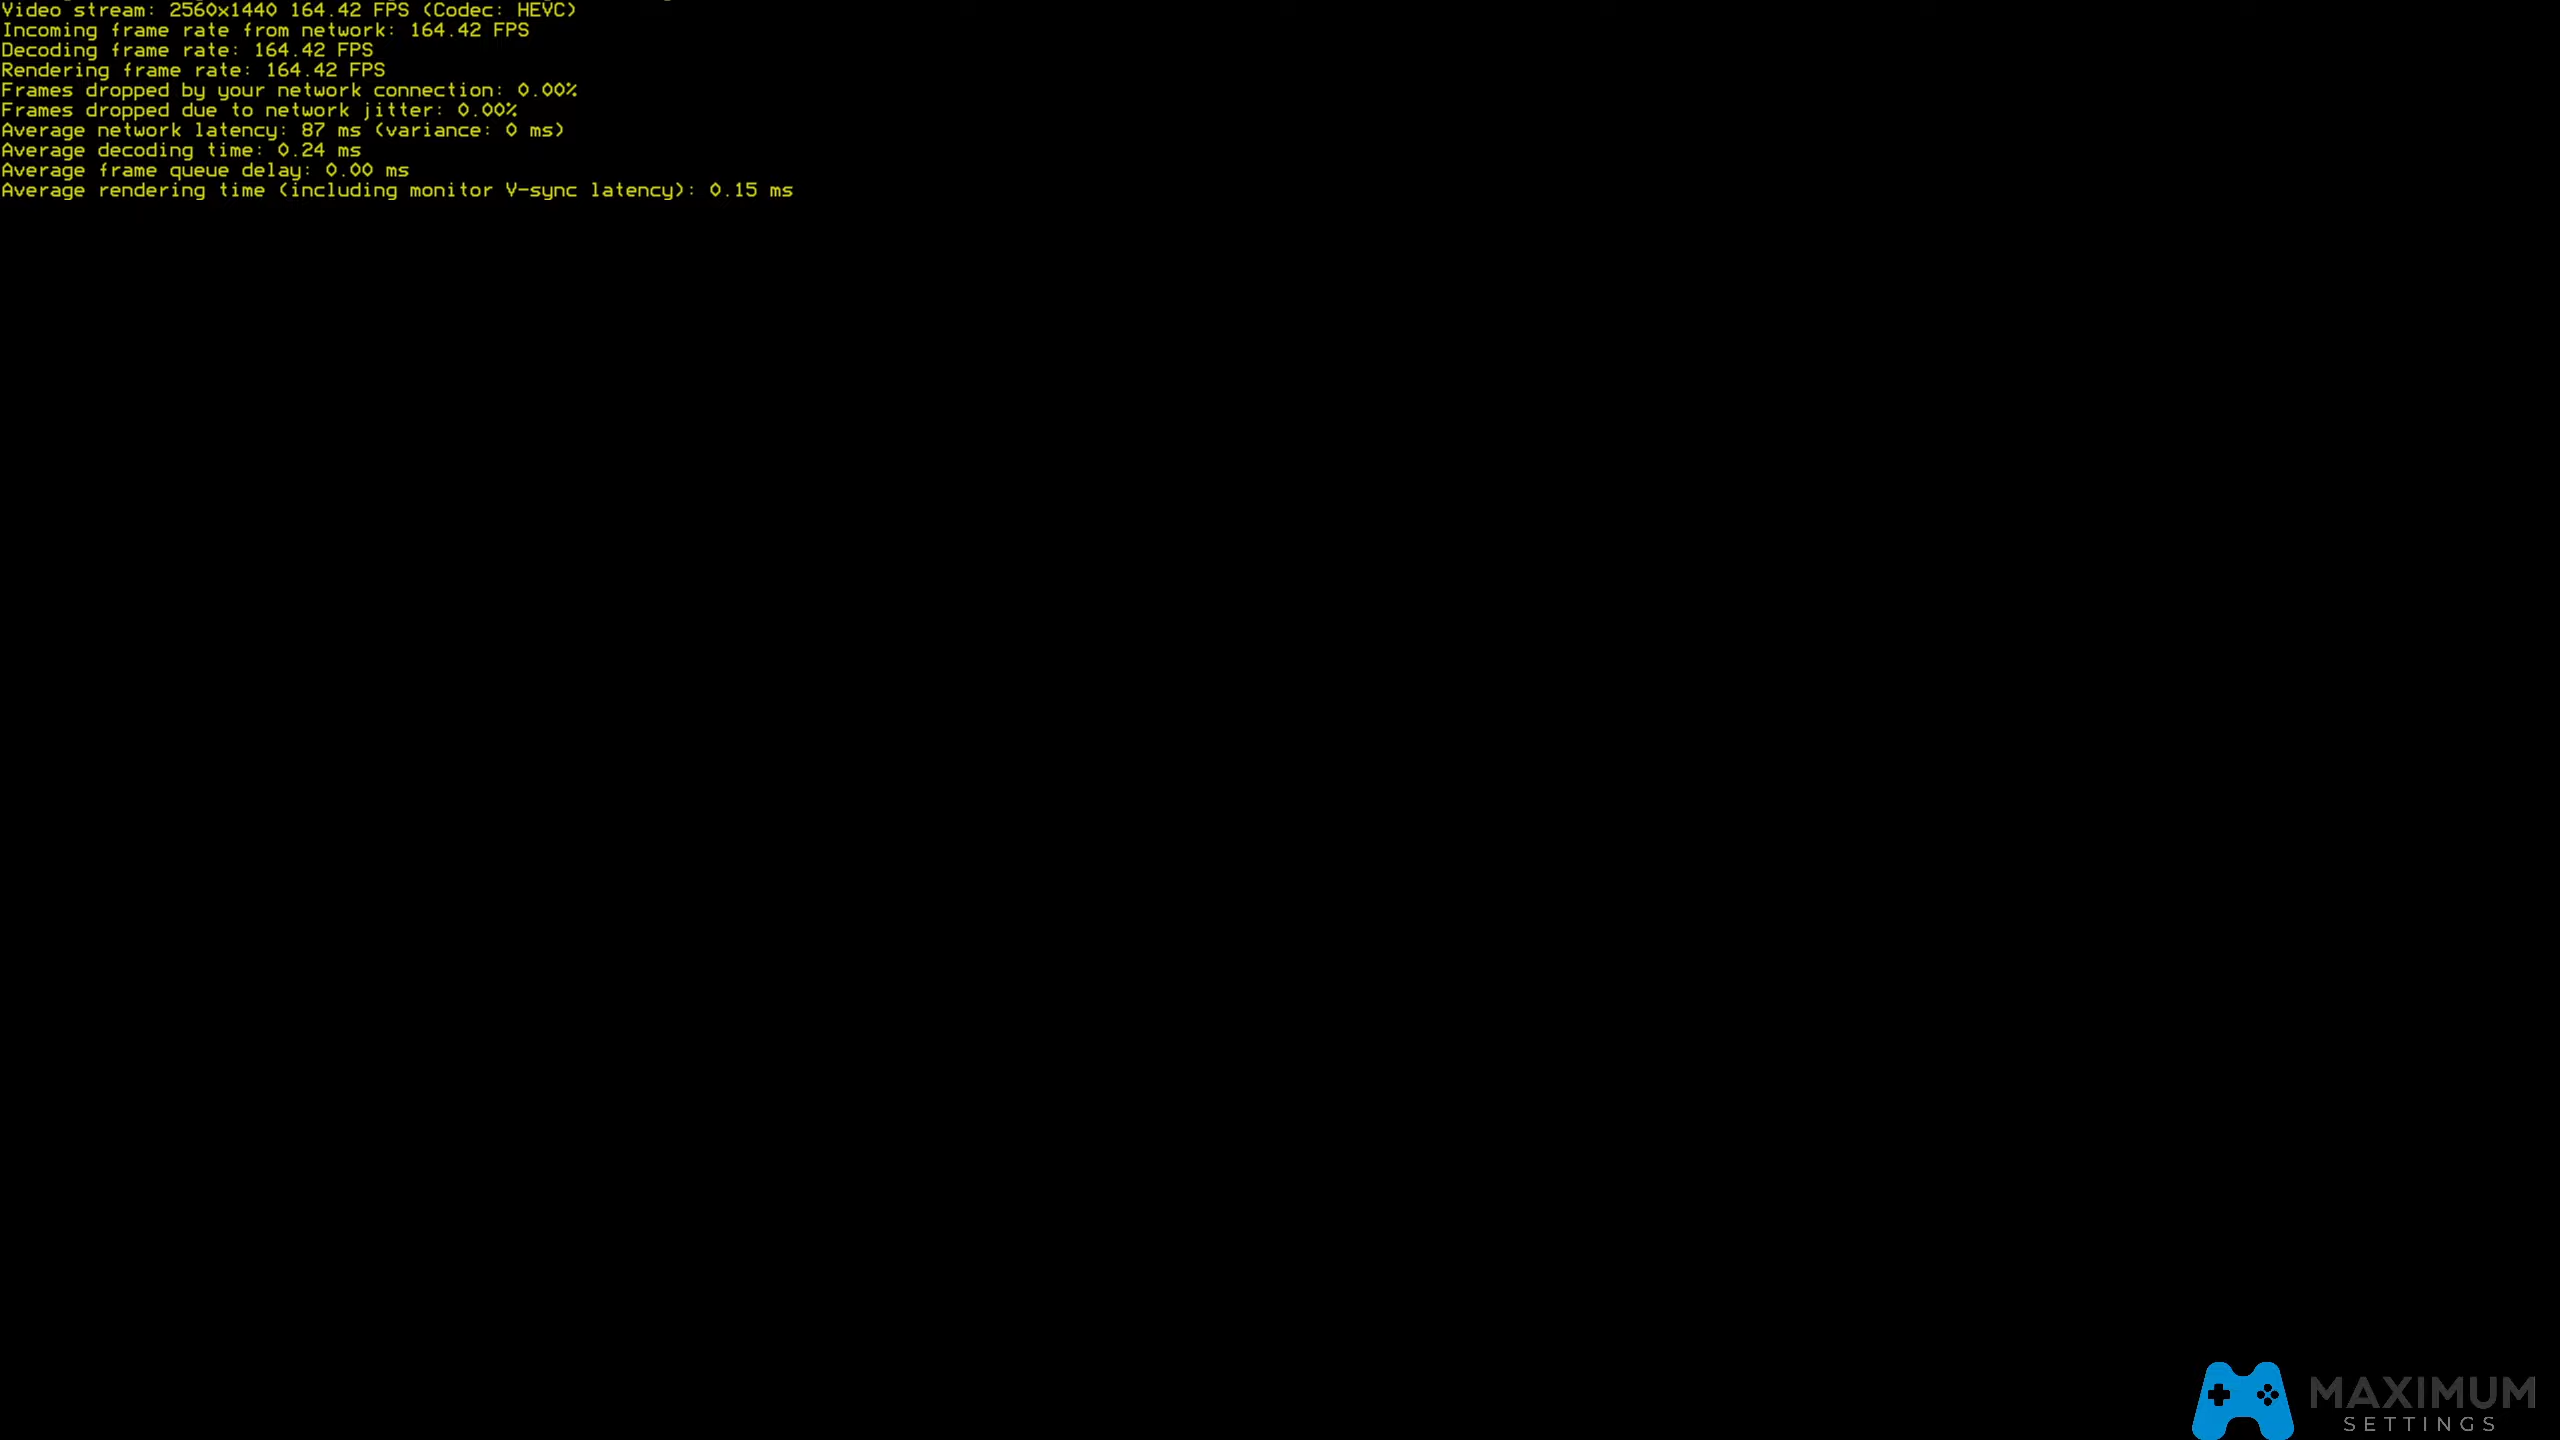 Video stream: 2560x1440 164.42 FPS (Codec: HEVC)
Incoming frame rate from network: 164.42 FPS
Decoding frame rate: 164.42 FPS
Rendering frame rate: 164.42 FPS
Frames dropped by your network connection: 0.00%
Frames dropped due to network jitter: 0.00%
Average network latency: 87 ms (variance: 0 ms)
Average decoding time: 0.24 ms
Average frame queue delay: 0.00 ms
Average rendering time (including monitor V-sync latency): 0.15 ms
MAXIMUM
SETTINGS